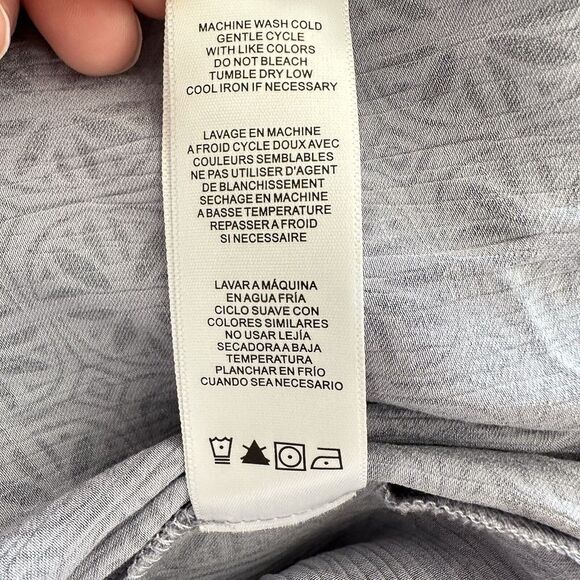 MACHINE WASH COLD
GENTLE CYCLE
WITH LIKE COLORS
DO NOT BLEACH
TUMBLE DRY LOW
COOL IRON IF NECESSARY
LAVAGE EN MACHINE
A FROID CYCLE DOUX AVEC
COULEURS SEMBLABLES
NE PAS UTILISER D'AGENT
DE BLANCHISSEMENT
SECHAGE EN MACHINE
A BASSE TEMPERATURE
REPASSER A FROID
SI NECESSAIRE
LAVAR A MÁQUINA
EN AGUA FRÍA
CICLO SUAVE CON
COLORES SIMILARES
NO USAR LEJÍA
SECADORA A BAJA
TEMPERATURA
PLANCHAR EN FRÍO
CUANDO SEA NECESARIO